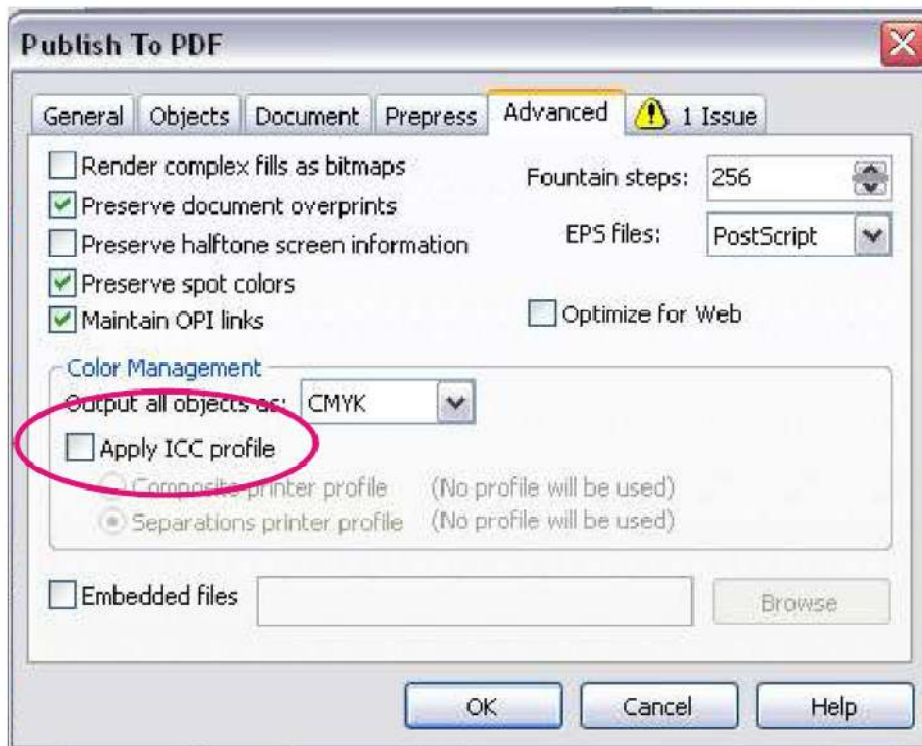 Publish To PDF
General Objects Document Prepress Advanced 1 Issue
Render complex fills as bitmaps
Fountain steps: 256
Preserve document overprints
Preserve halftone screen information
EPS files: PostScript
Preserve spot colors
Maintain OPI links
Optimize for Web
Color Management
Output all objects as: CMYK
Apply ICC profile
Composite printer profile (No profile will be used)
Separations printer profile (No profile will be used)
Embedded files
Browse
OK Cancel Help